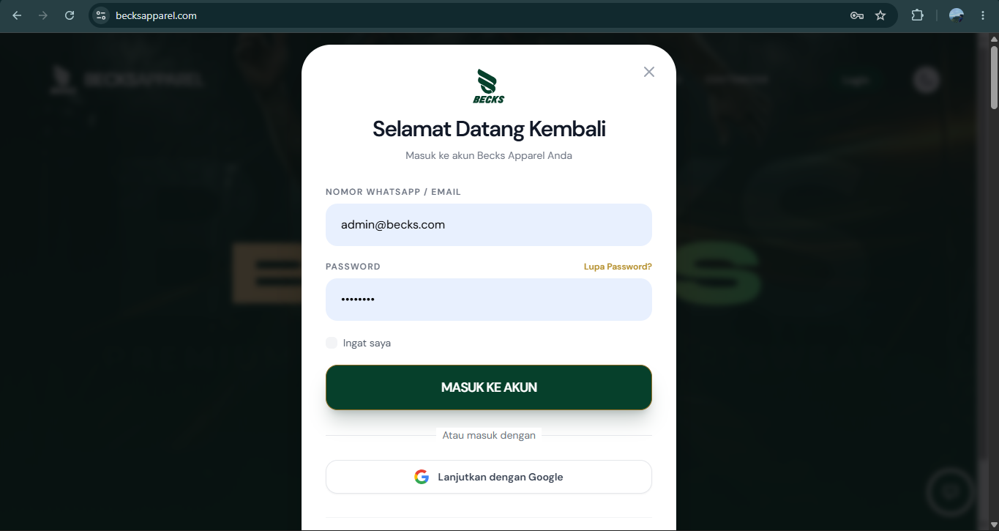 becksapparel.com
BECKSAPPAREL
Login
BECKS
Selamat Datang Kembali
Masuk ke akun Becks Apparel Anda
NOMOR WHATSAPP / EMAIL
admin@becks.com
PASSWORD
Lupa Password?
••••••••
Ingat saya
MASUK KE AKUN
Atau masuk dengan
Lanjutkan dengan Google